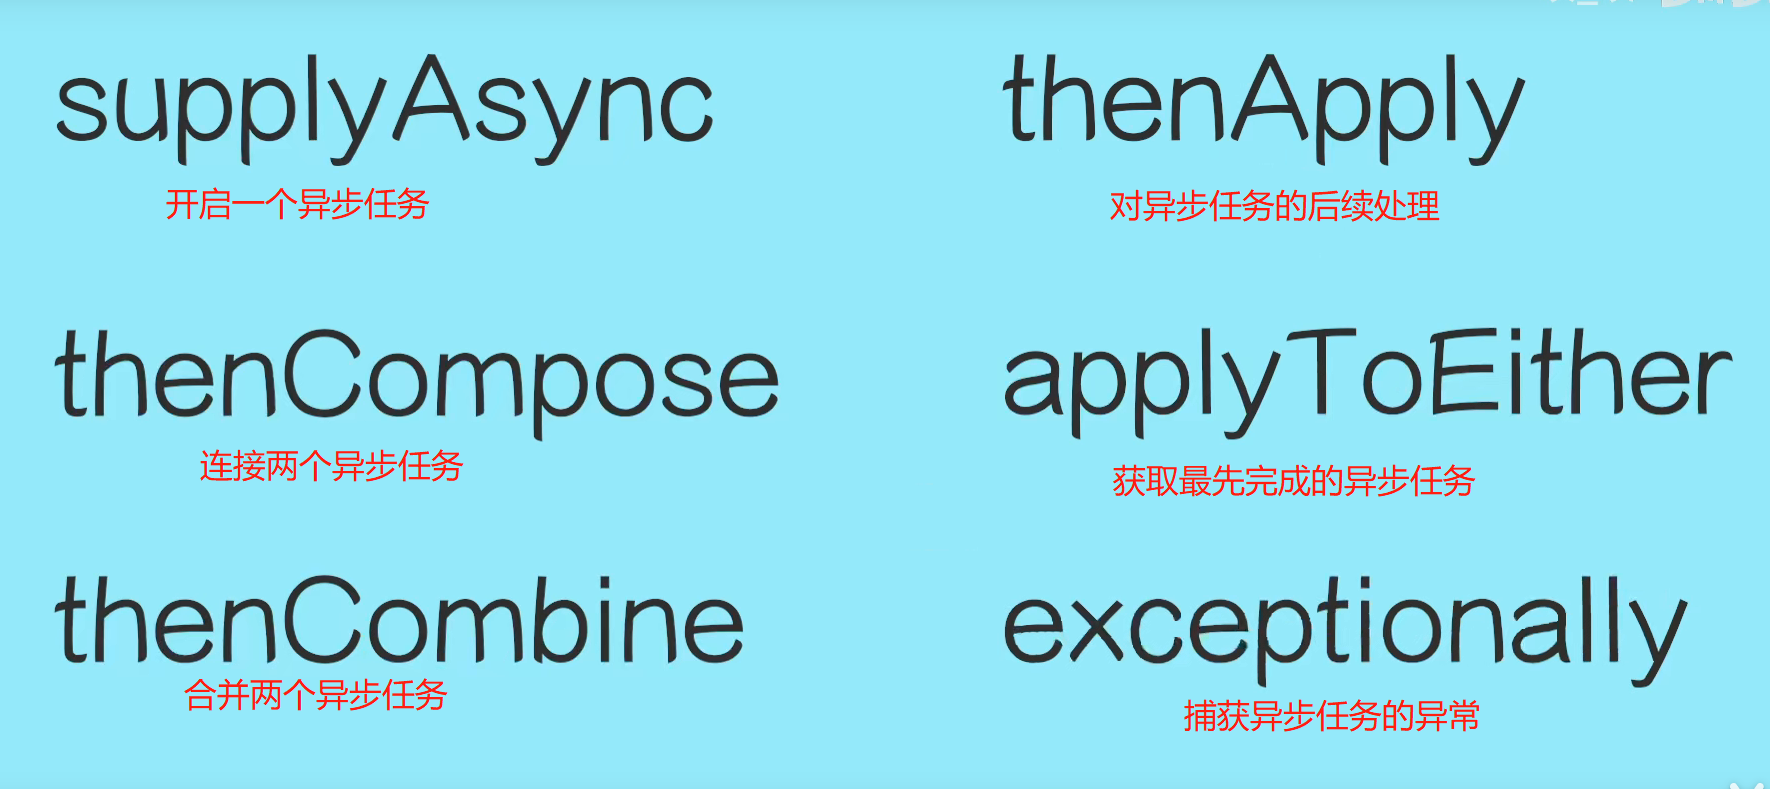 supplyAsync
开启一个异步任务
thenApply
对异步任务的后续处理
thenCompose
连接两个异步任务
applyToEither
获取最先完成的异步任务
thenCombine
合并两个异步任务
exceptionally
捕获异步任务的异常